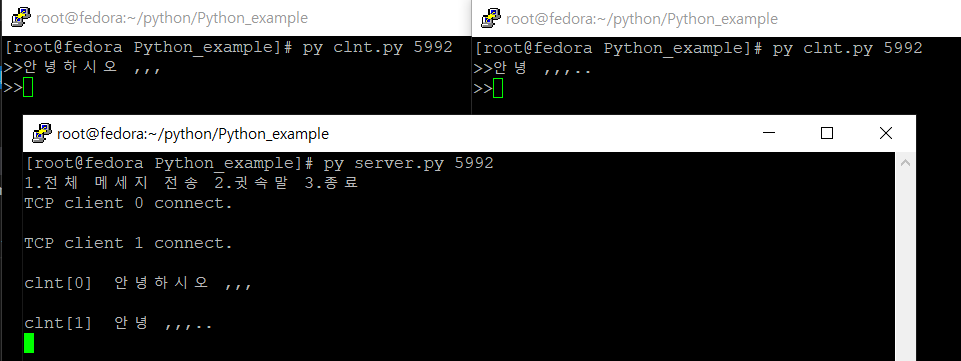 root@fedora:~/python/Python_example
[root@fedora Python_example]# py clnt.py 5992
>>안녕하시오 ,,,
>>
root@fedora:~/python/Python_example
[root@fedora Python_example]# py clnt.py 5992
>>안녕 ,,,..
>>
root@fedora:~/python/Python_example
[root@fedora Python_example]# py server.py 5992
1.전체 메세지 전송 2.귓속말 3.종료
TCP client 0 connect.
TCP client 1 connect.
clnt[0] 안녕하시오 ,,,
clnt[1] 안녕 ,,,..